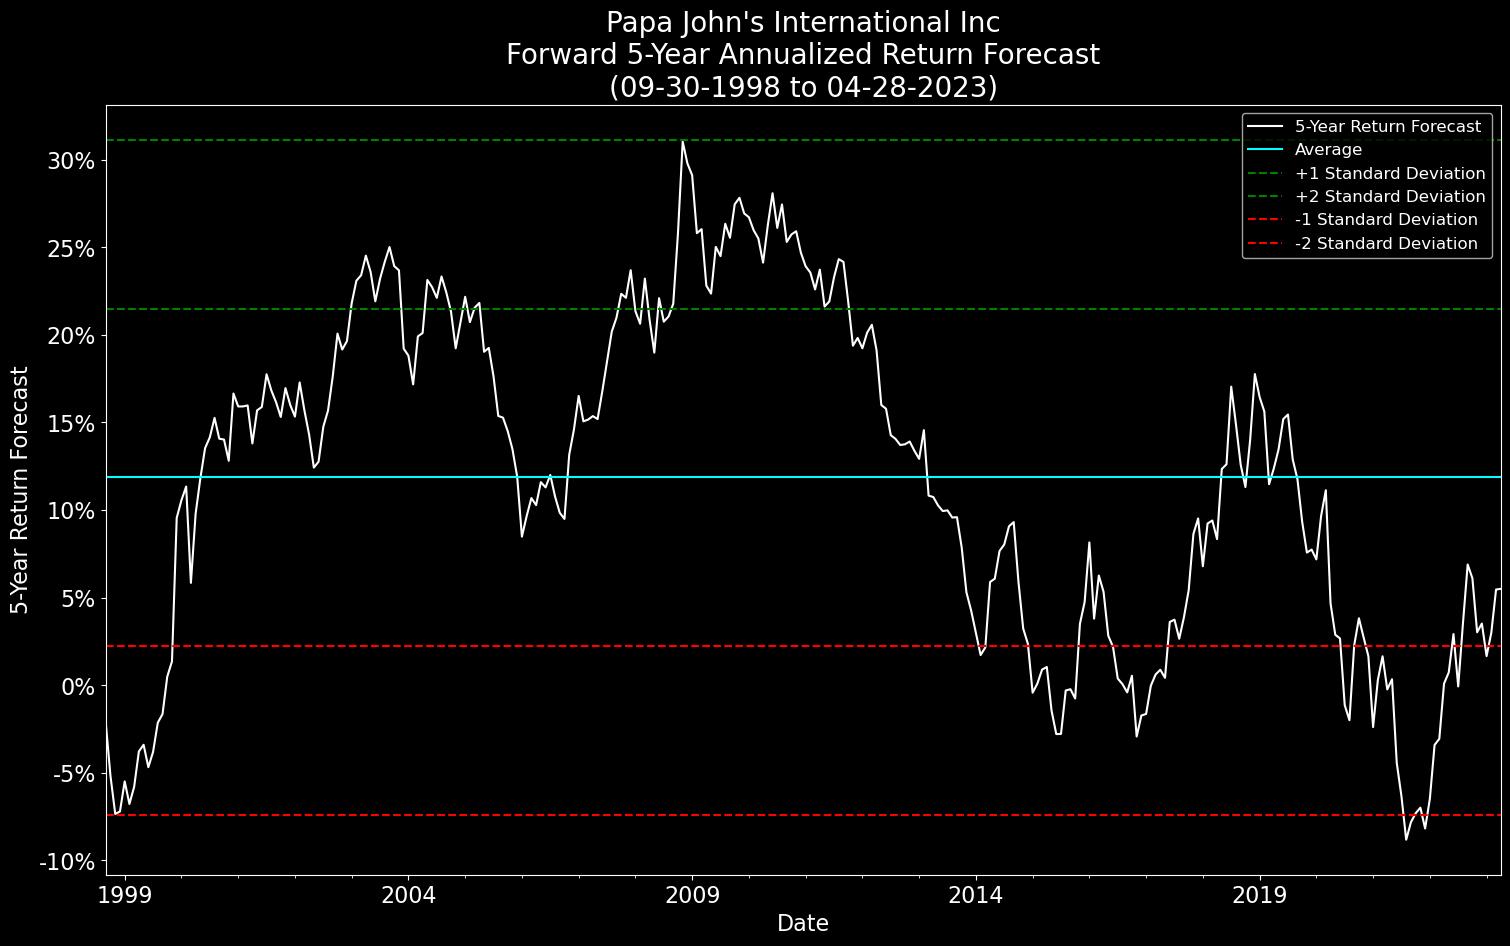 Papa John's International Inc
Forward 5-Year Annualized Return Forecast
(09-30-1998 to 04-28-2023)
5-Year Return Forecast
Average
+1 Standard Deviation
+2 Standard Deviation
-1 Standard Deviation
-2 Standard Deviation
5-Year Return Forecast
30%
25%
20%
15%
10%
5%
0%
-5%
-10%
1999
2004
2009
2014
2019
Date